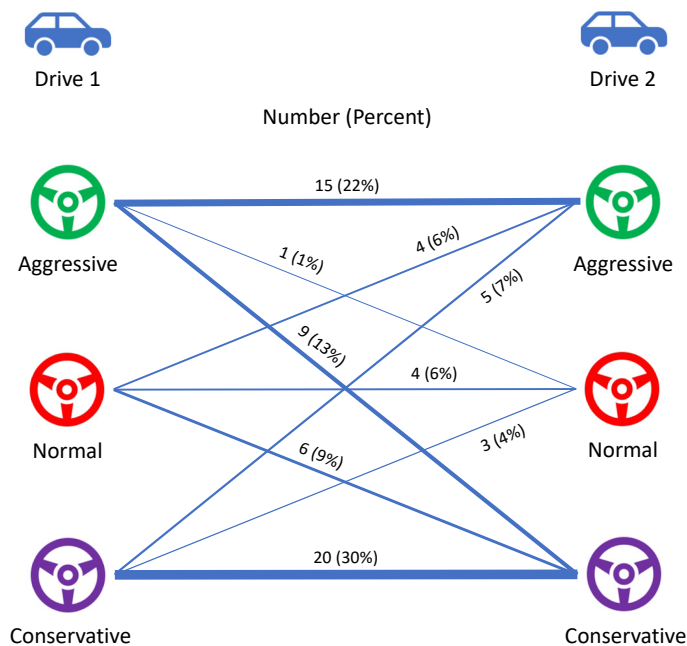 Drive 1
Drive 2
Number (Percent)
15 (22%)
Aggressive
Aggressive
4 (6%)
1 (1%)
5 (7%)
9 (13%)
4 (6%)
Normal
Normal
6 (9%)
3 (4%)
20 (30%)
Conservative
Conservative